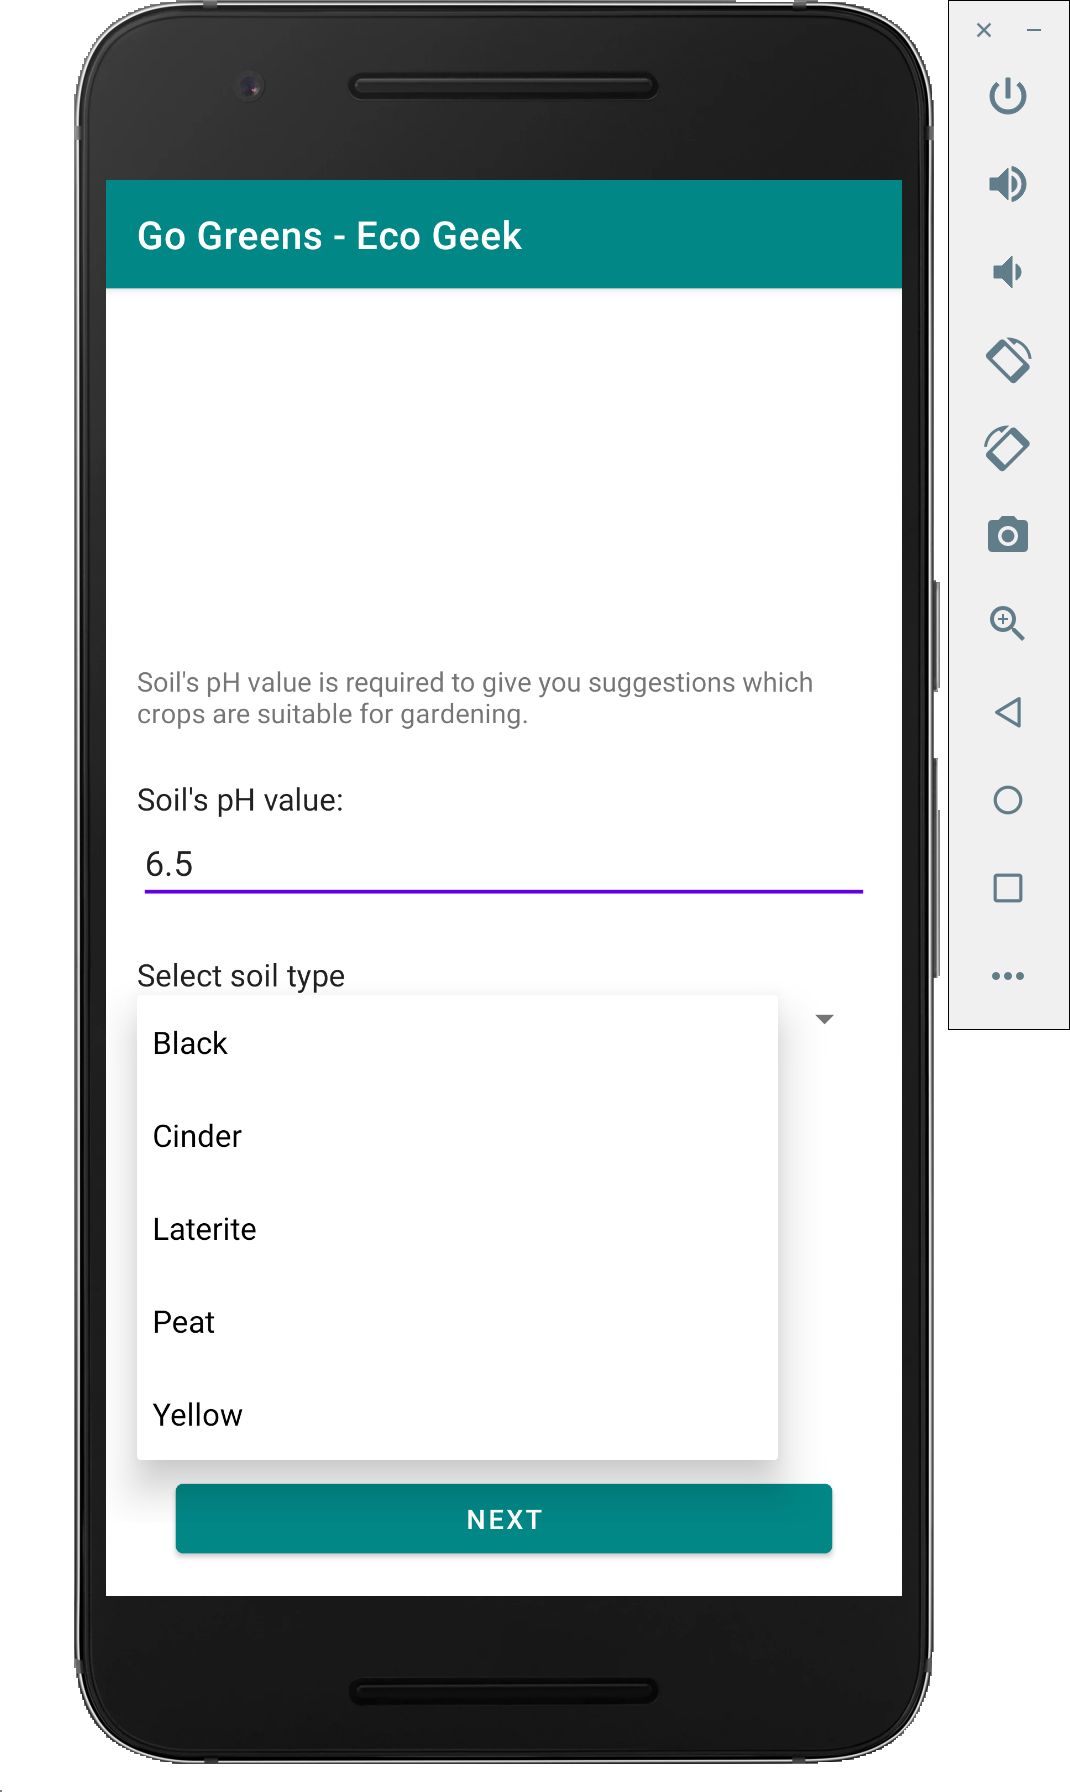 Go Greens - Eco Geek
Soil's pH value is required to give you suggestions which
crops are suitable for gardening.
Soil's pH value:
6.5
Select soil type
Black
Cinder
Laterite
Peat
Yellow
NEXT